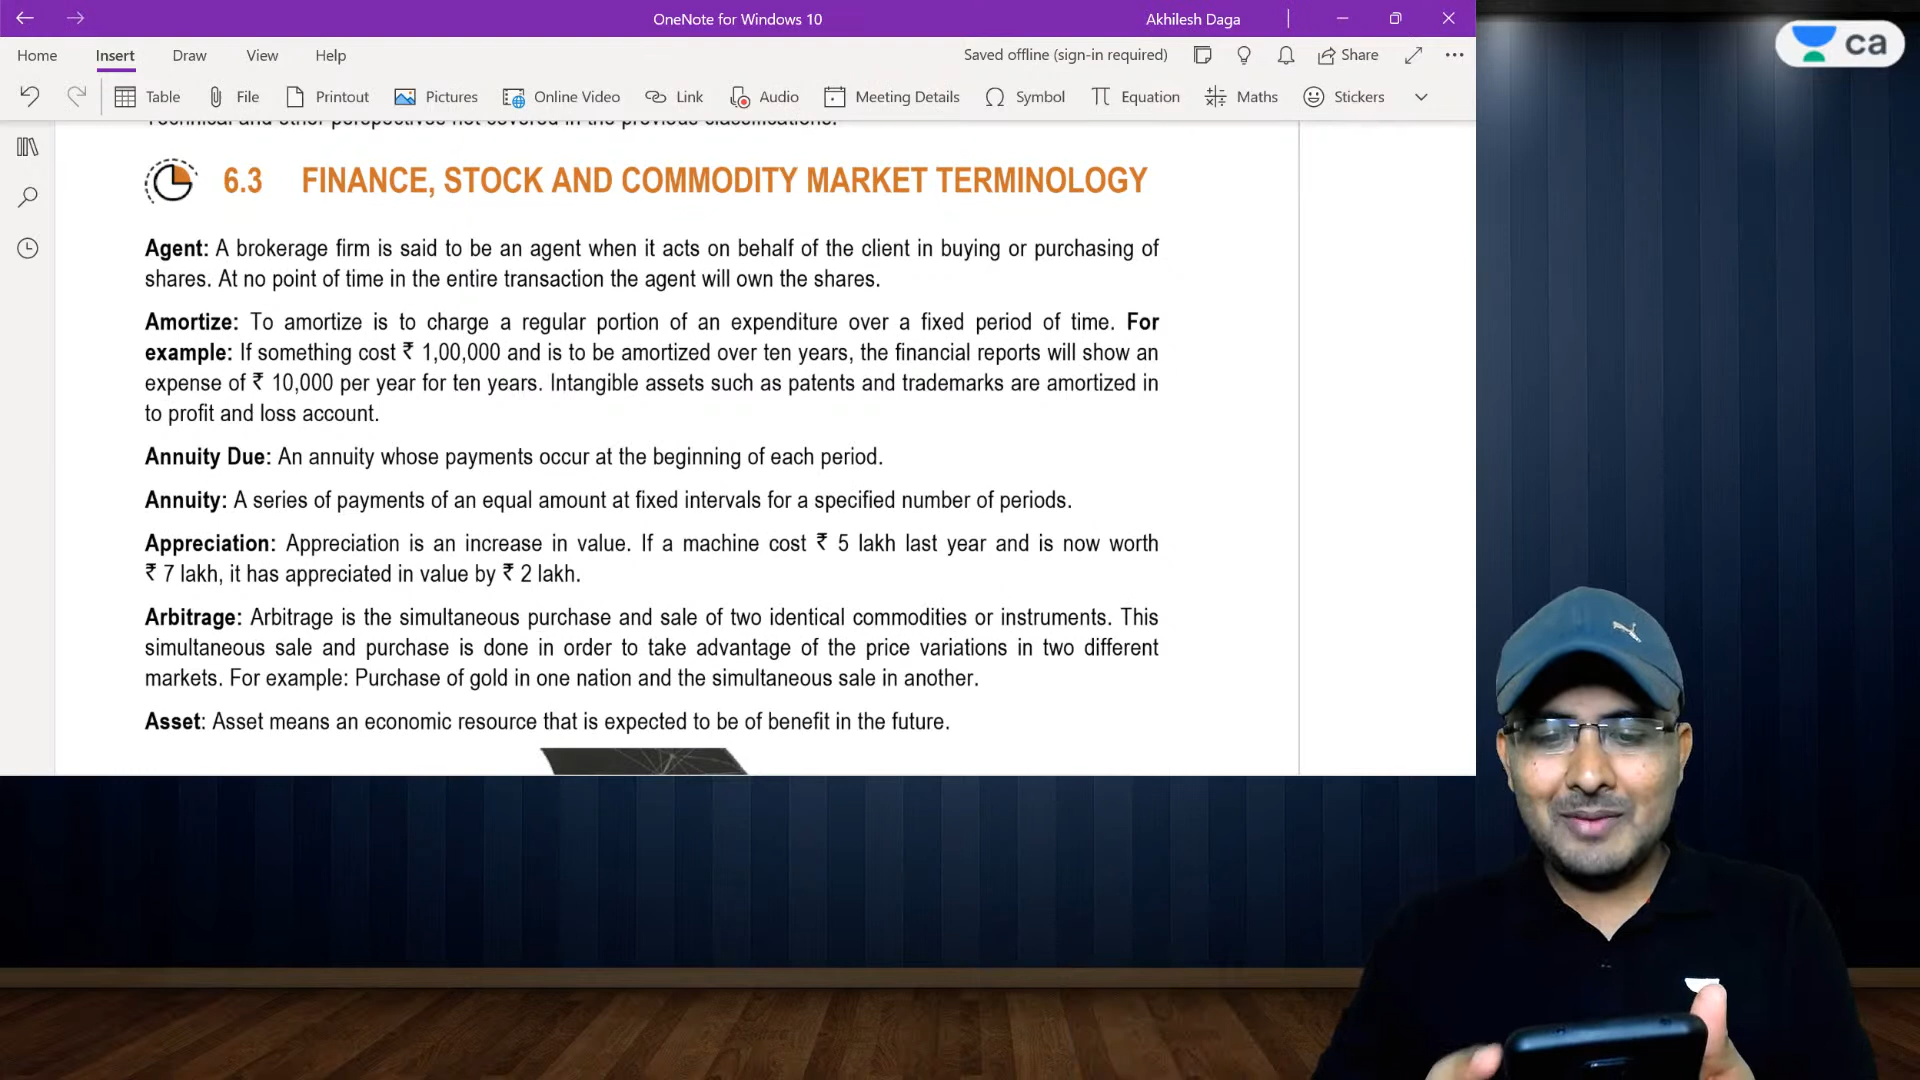 OneNote for Windows 10
Akhilesh Daga
Home Insert Draw View Help
Saved offline (sign-in required) Share
Table File Printout Pictures Online Video Link Audio Meeting Details Symbol Equation Maths Stickers
ca
Technical and other perspectives not covered in the previous classifications.
6.3 FINANCE, STOCK AND COMMODITY MARKET TERMINOLOGY
Agent: A brokerage firm is said to be an agent when it acts on behalf of the client in buying or purchasing of
shares. At no point of time in the entire transaction the agent will own the shares.
Amortize: To amortize is to charge a regular portion of an expenditure over a fixed period of time. For
example: If something cost ₹ 1,00,000 and is to be amortized over ten years, the financial reports will show an
expense of ₹ 10,000 per year for ten years. Intangible assets such as patents and trademarks are amortized in
to profit and loss account.
Annuity Due: An annuity whose payments occur at the beginning of each period.
Annuity: A series of payments of an equal amount at fixed intervals for a specified number of periods.
Appreciation: Appreciation is an increase in value. If a machine cost ₹ 5 lakh last year and is now worth
₹ 7 lakh, it has appreciated in value by ₹ 2 lakh.
Arbitrage: Arbitrage is the simultaneous purchase and sale of two identical commodities or instruments. This
simultaneous sale and purchase is done in order to take advantage of the price variations in two different
markets. For example: Purchase of gold in one nation and the simultaneous sale in another.
Asset: Asset means an economic resource that is expected to be of benefit in the future.